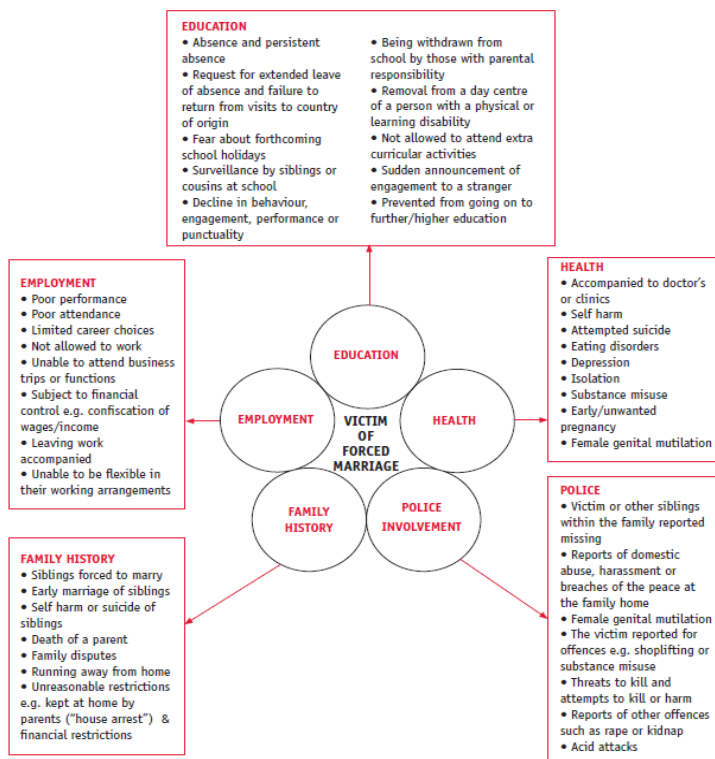 EDUCATION
• Absence and persistent
absence
• Request for extended leave
of absence and failure to
return from visits to country
of origin
• Fear about forthcoming
school holidays
• Surveillance by siblings or
cousins at school
• Decline in behaviour,
engagement, performance or
punctuality
• Being withdrawn from
school by those with parental
responsibility
• Removal from a day centre
of a person with a physical or
learning disability
• Not allowed to attend extra
curricular activities
• Sudden announcement of
engagement to a stranger
• Prevented from going on to
further/higher education
EMPLOYMENT
• Poor performance
• Poor attendance
• Limited career choices
• Not allowed to work
• Unable to attend business
trips or functions
• Subject to financial
control e.g. confiscation of
wages/income
• Leaving work
accompanied
• Unable to be flexible in
their working arrangements
EDUCATION
EMPLOYMENT
VICTIM
OF
FORCED
MARRIAGE
HEALTH
FAMILY
HISTORY
POLICE
INVOLVEMENT
HEALTH
• Accompanied to doctor's
or clinics
• Self harm
• Attempted suicide
• Eating disorders
• Depression
• Isolation
• Substance misuse
• Early/unwanted
pregnancy
• Female genital mutilation
FAMILY HISTORY
• Siblings forced to marry
• Early marriage of siblings
• Self harm or suicide of
siblings
• Death of a parent
• Family disputes
• Running away from home
• Unreasonable restrictions
e.g. kept at home by
parents ("house arrest") &
financial restrictions
POLICE
• Victim or other siblings
within the family reported
missing
• Reports of domestic
abuse, harassment or
breaches of the peace at
the family home
• Female genital mutilation
• The victim reported for
offences e.g. shoplifting or
substance misuse
• Threats to kill and
attempts to kill or harm
• Reports of other offences
such as rape or kidnap
• Acid attacks